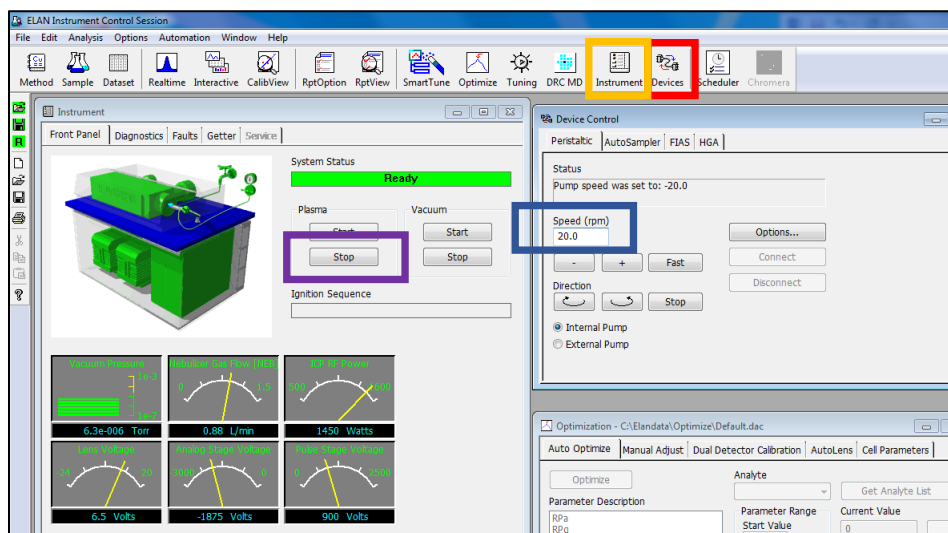 ELAN Instrument Control Session
File Edit Analysis Options Automation Window Help
Method Sample Dataset Realtime Interactive CalibView RptOption RptView SmartTune Optimize Tuning DRC MD Instrument Devices Scheduler Chromera
Instrument
Front Panel Diagnostics Faults Getter Service
System Status
Ready
Plasma Vacuum
Start Start
Stop Stop
Ignition Sequence
Vacuum Pressure Nebulizer Gas Flow [NEB] ICP RF Power
1e-3
0 1.5 500 1600
1e-7
6.3e-006 Torr 0.88 L/min 1450 Watts
Lens Voltage Analog Stage Voltage Pulse Stage Voltage
-34 20 -3000 0 0 2500
6.5 Volts -1875 Volts 900 Volts
Device Control
Peristaltic AutoSampler FIAS HGA
Status
Pump speed was set to: -20.0
Speed (rpm)
20.0 Options...
- + Fast Connect
Direction Disconnect
Stop
Internal Pump
External Pump
Optimization - C:\Elandata\Optimize\Default.dac
Auto Optimize Manual Adjust Dual Detector Calibration AutoLens Cell Parameters
Optimize Analyte
Get Analyte List
Parameter Description Parameter Range Current Value
RPa Start Value 0
RPq